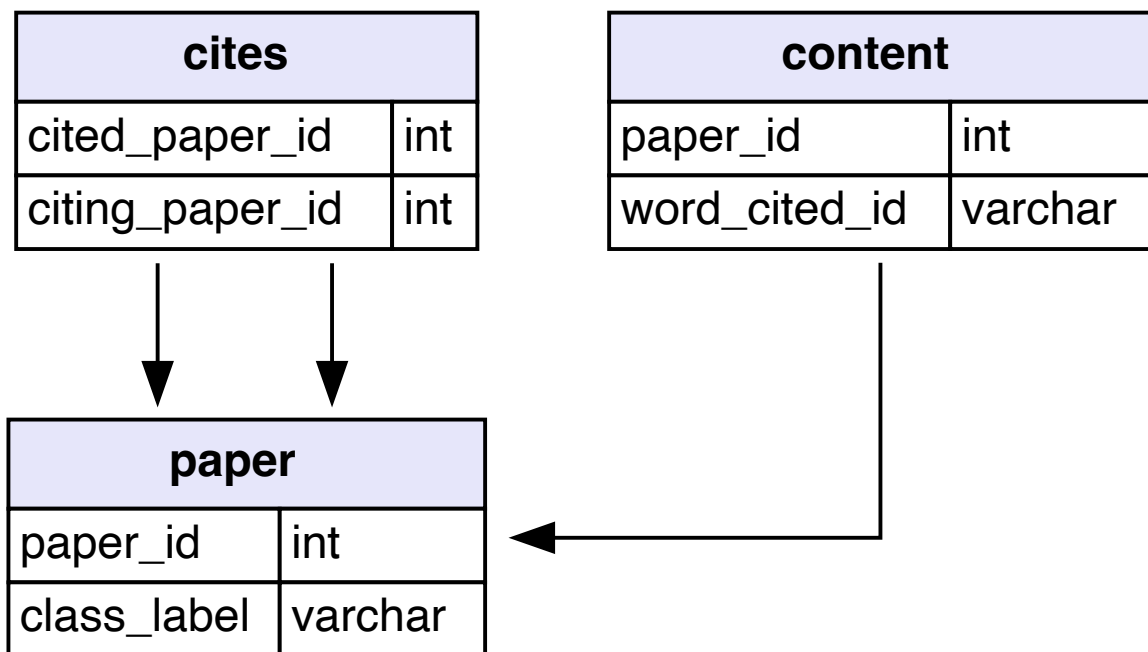 cites
cited_paper_id int
citing_paper_id int
content
paper_id int
word_cited_id varchar
paper
paper_id int
class_label varchar